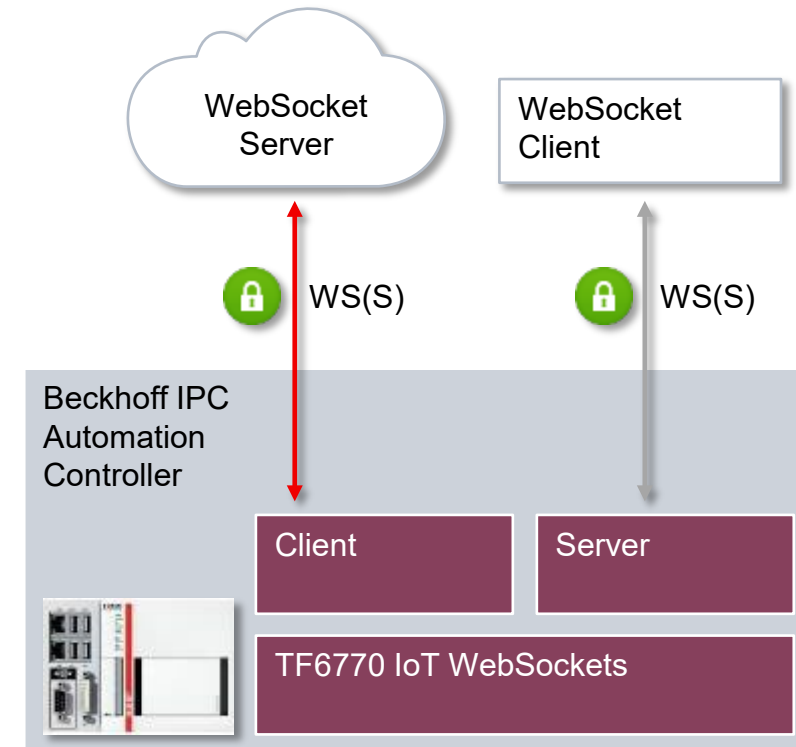 WebSocket
Server
WebSocket
Client
WS(S)
WS(S)
Beckhoff IPC
Automation
Controller
Client
Server
TF6770 IoT WebSockets